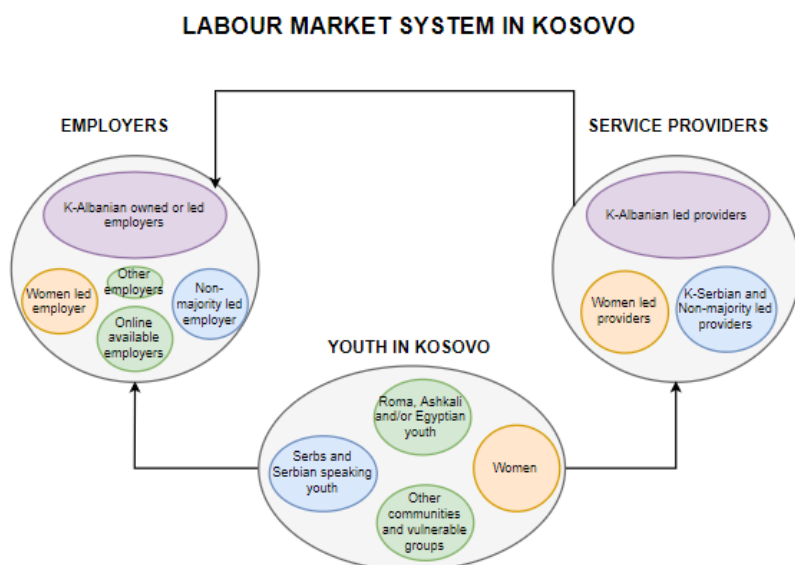 LABOUR MARKET SYSTEM IN KOSOVO
EMPLOYERS
K-Albanian owned or led
employers
Women led
employer
Other
employers
Non-
majority led
employer
Online
available
employers
SERVICE PROVIDERS
K-Albanian led providers
Women led
providers
K-Serbian and
Non-majority led
providers
YOUTH IN KOSOVO
Roma, Ashkali
and/or Egyptian
youth
Serbs and
Serbian speaking
youth
Women
Other
communities
and vulnerable
groups